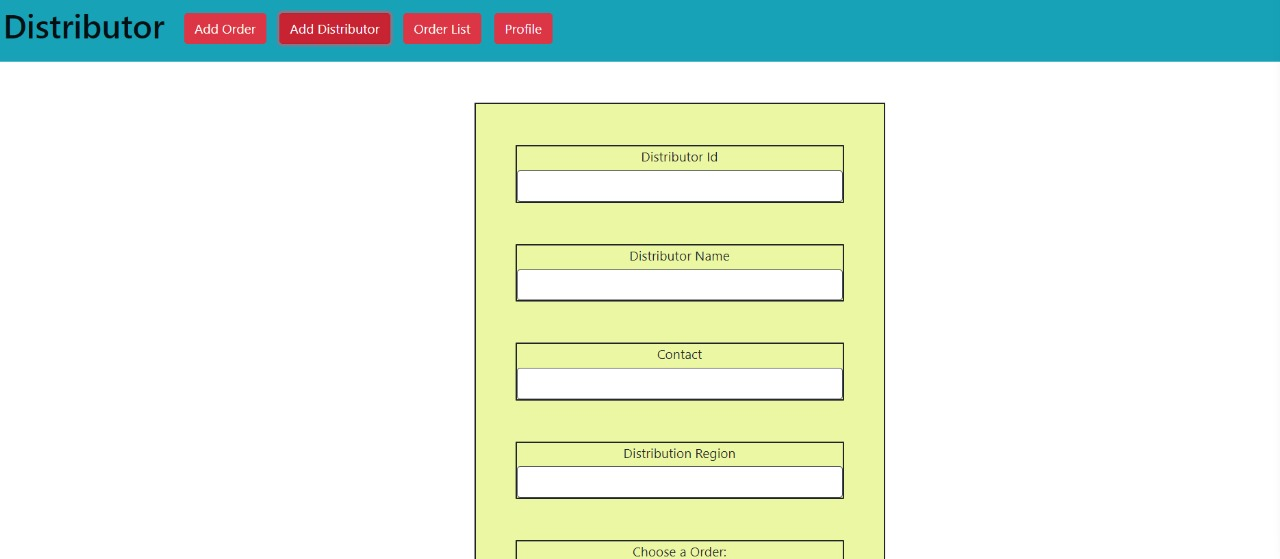 Distributor Add Order Add Distributor Order List Profile
Distributor Id
Distributor Name
Contact
Distribution Region
Choose a Order: